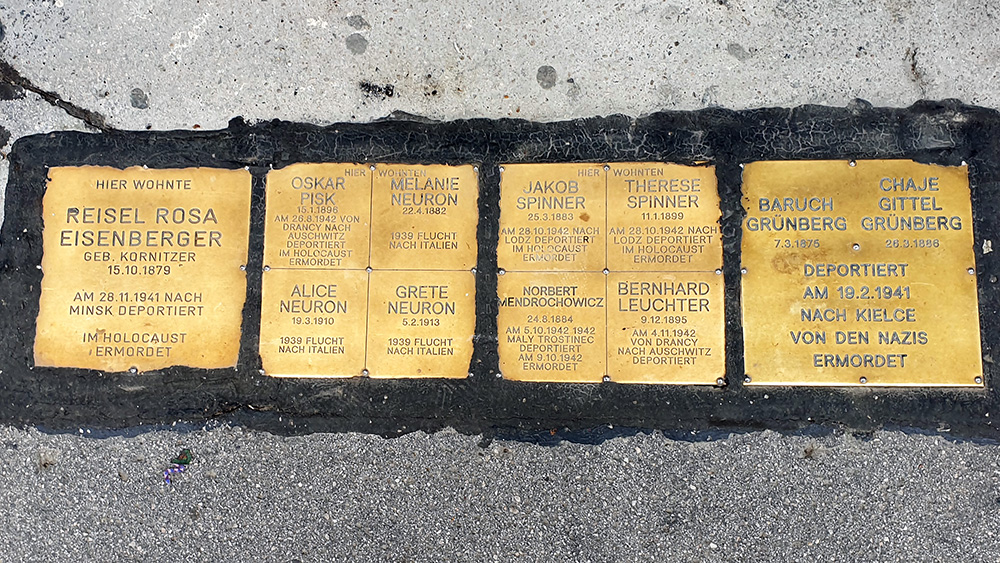 HIER WOHNTE
REISEL ROSA
EISENBERGER
GEB. KORNITZER
15.10.1879
AM 28.11.1941 NACH
MINSK DEPORTIERT
IM HOLOCAUST
ERMORDET
HIER WOHNTEN
OSKAR
PISK
15.1.1896
AM 26.8.1942 VON
DRANCY NACH
AUSCHWITZ
DEPORTIERT
IM HOLOCAUST
ERMORDET
MELANIE
NEURON
22.4.1882
1939 FLUCHT
NACH ITALIEN
ALICE
NEURON
19.3.1910
1939 FLUCHT
NACH ITALIEN
GRETE
NEURON
5.2.1913
1939 FLUCHT
NACH ITALIEN
HIER WOHNTEN
JAKOB
SPINNER
25.3.1883
AM 28.10.1942 NACH
LODZ DEPORTIERT
IM HOLOCAUST
ERMORDET
THERESE
SPINNER
11.1.1899
AM 28.10.1942 NACH
LODZ DEPORTIERT
IM HOLOCAUST
ERMORDET
NORBERT
MENDROCHOWICZ
24.8.1884
AM 5.10.1942 1942
MALY TROSTINEC
DEPORTIERT
AM 9.10.1942
ERMORDET
BERNHARD
LEUCHTER
9.12.1895
AM 4.11.1942
VON DRANCY
NACH AUSCHWITZ
DEPORTIERT
BARUCH
GRÜNBERG
7.3.1875
CHAJE
GITTEL
GRÜNBERG
26.3.1886
DEPORTIERT
AM 19.2.1941
NACH KIELCE
VON DEN NAZIS
ERMORDET